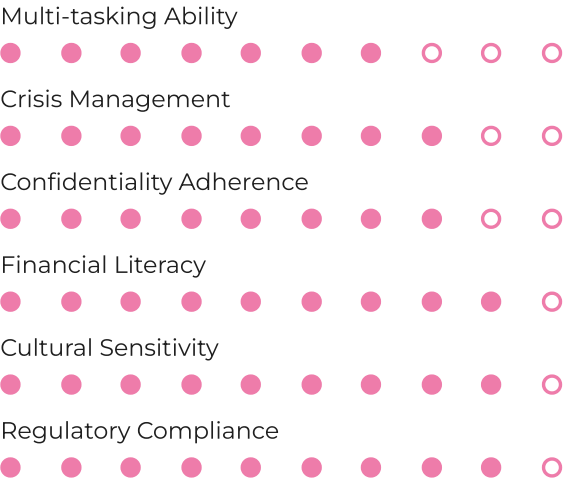 Multi-tasking Ability
Crisis Management
Confidentiality Adherence
Financial Literacy
Cultural Sensitivity
Regulatory Compliance